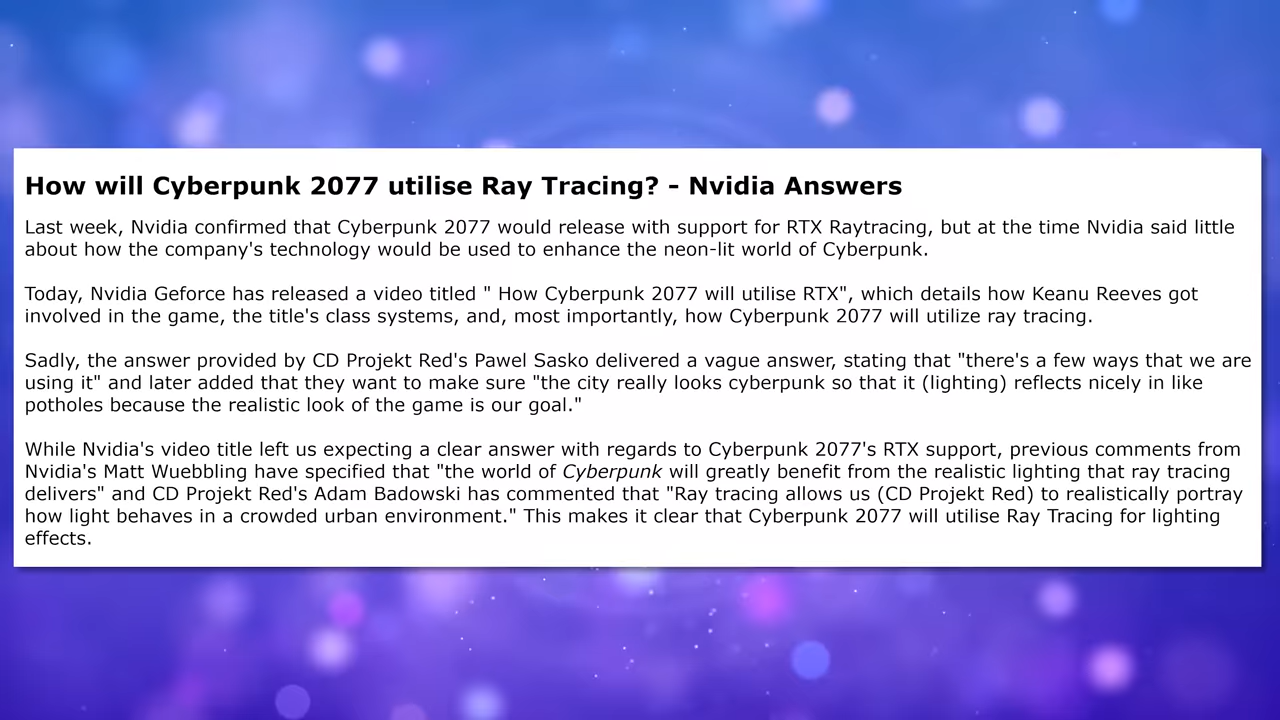 How will Cyberpunk 2077 utilise Ray Tracing? - Nvidia Answers
Last week, Nvidia confirmed that Cyberpunk 2077 would release with support for RTX Raytracing, but at the time Nvidia said little
about how the company's technology would be used to enhance the neon-lit world of Cyberpunk.
Today, Nvidia Geforce has released a video titled " How Cyberpunk 2077 will utilise RTX", which details how Keanu Reeves got
involved in the game, the title's class systems, and, most importantly, how Cyberpunk 2077 will utilize ray tracing.
Sadly, the answer provided by CD Projekt Red's Pawel Sasko delivered a vague answer, stating that "there's a few ways that we are
using it" and later added that they want to make sure "the city really looks cyberpunk so that it (lighting) reflects nicely in like
potholes because the realistic look of the game is our goal."
While Nvidia's video title left us expecting a clear answer with regards to Cyberpunk 2077's RTX support, previous comments from
Nvidia's Matt Wuebbling have specified that "the world of Cyberpunk will greatly benefit from the realistic lighting that ray tracing
delivers" and CD Projekt Red's Adam Badowski has commented that "Ray tracing allows us (CD Projekt Red) to realistically portray
how light behaves in a crowded urban environment." This makes it clear that Cyberpunk 2077 will utilise Ray Tracing for lighting
effects.